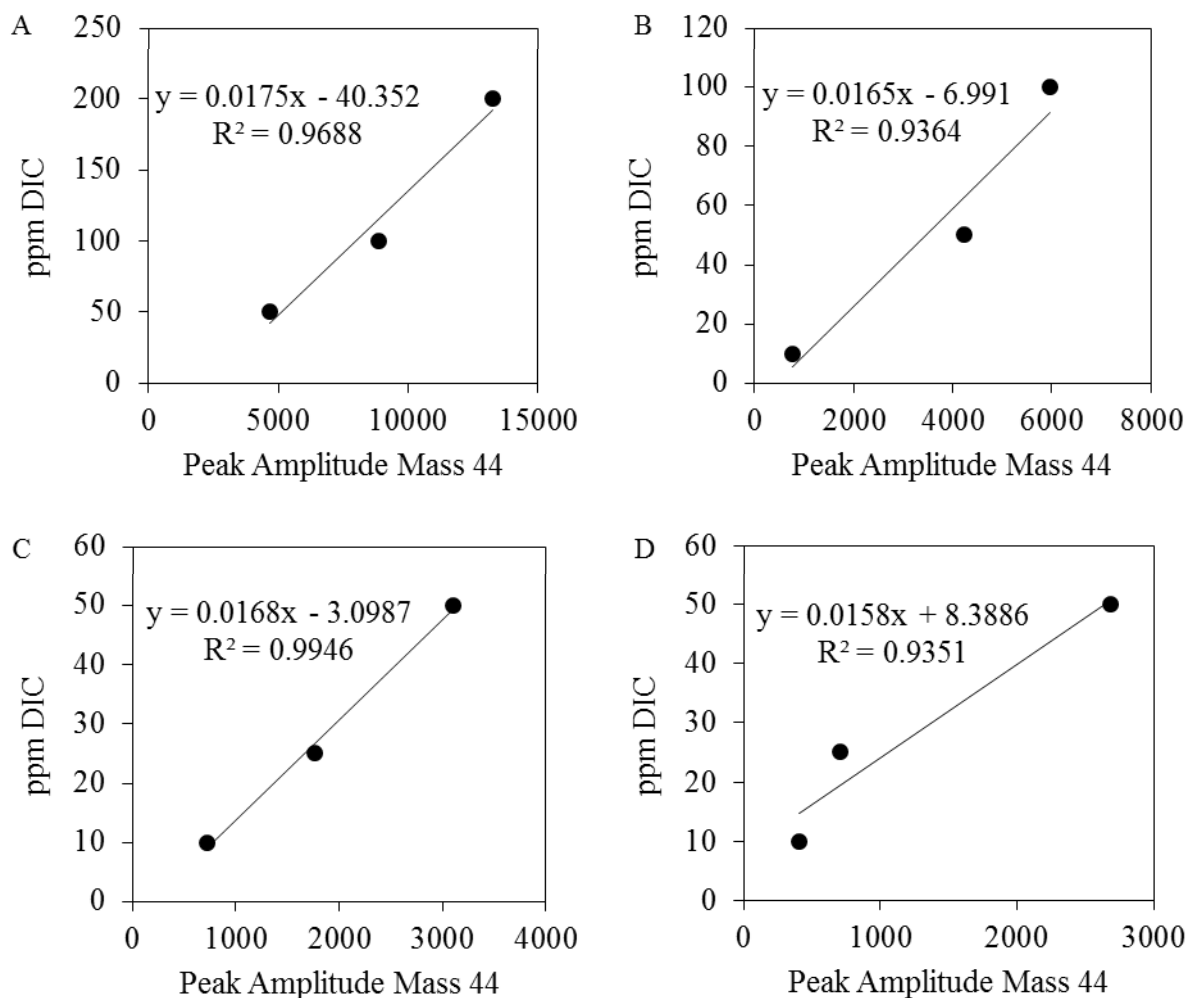 A
250
200
150
100
50
0
y = 0.0175x - 40.352
R² = 0.9688
ppm DIC
0 5000 10000 15000
Peak Amplitude Mass 44
B
120
100
80
60
40
20
0
y = 0.0165x - 6.991
R² = 0.9364
ppm DIC
0 2000 4000 6000 8000
Peak Amplitude Mass 44
C
60
50
40
30
20
10
0
y = 0.0168x - 3.0987
R² = 0.9946
ppm DIC
0 1000 2000 3000 4000
Peak Amplitude Mass 44
D
60
50
40
30
20
10
0
y = 0.0158x + 8.3886
R² = 0.9351
ppm DIC
0 1000 2000 3000
Peak Amplitude Mass 44